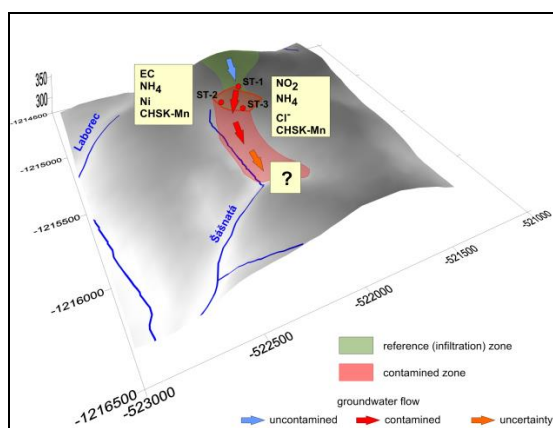 350
300
-1214500
-1215000
-1215500
-1216000
-1216500
-523000
-522500
-522000
-521500
-521000
Laborec
Šášnatá
EC
NH4
Ni
CHSK-Mn
ST-1
ST-2
ST-3
NO2
NH4
Cl-
CHSK-Mn
?
reference (infiltration) zone
contamined zone
groundwater flow
uncontamined
contamined
uncertainty